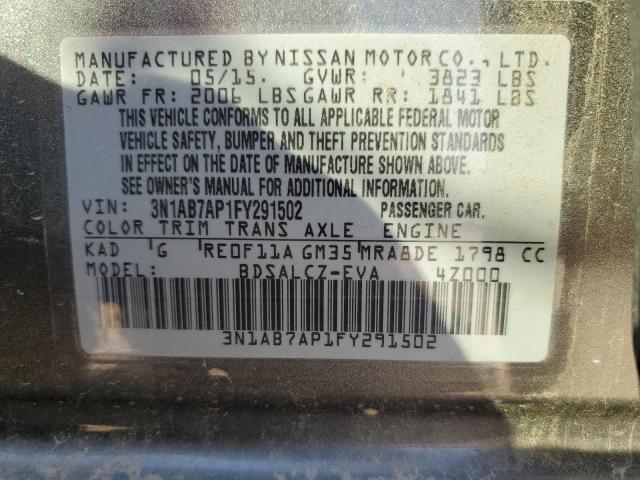 MANUFACTURED BY NISSAN MOTOR CO., LTD.
DATE: 05/15. GVWR: 3823 LBS
GAWR FR: 2006 LBS GAWR RR: 1841 LBS
THIS VEHICLE CONFORMS TO ALL APPLICABLE FEDERAL MOTOR
VEHICLE SAFETY, BUMPER AND THEFT PREVENTION STANDARDS
IN EFFECT ON THE DATE OF MANUFACTURE SHOWN ABOVE.
SEE OWNER'S MANUAL FOR ADDITIONAL INFORMATION.
VIN: 3N1AB7AP1FY291502 PASSENGER CAR.
COLOR TRIM TRANS AXLE ENGINE
KAD G RE0F11A GM35 MRA8DE 1798 CC
MODEL: BDSALCZ-EVA 4Z000
3N1AB7AP1FY291502